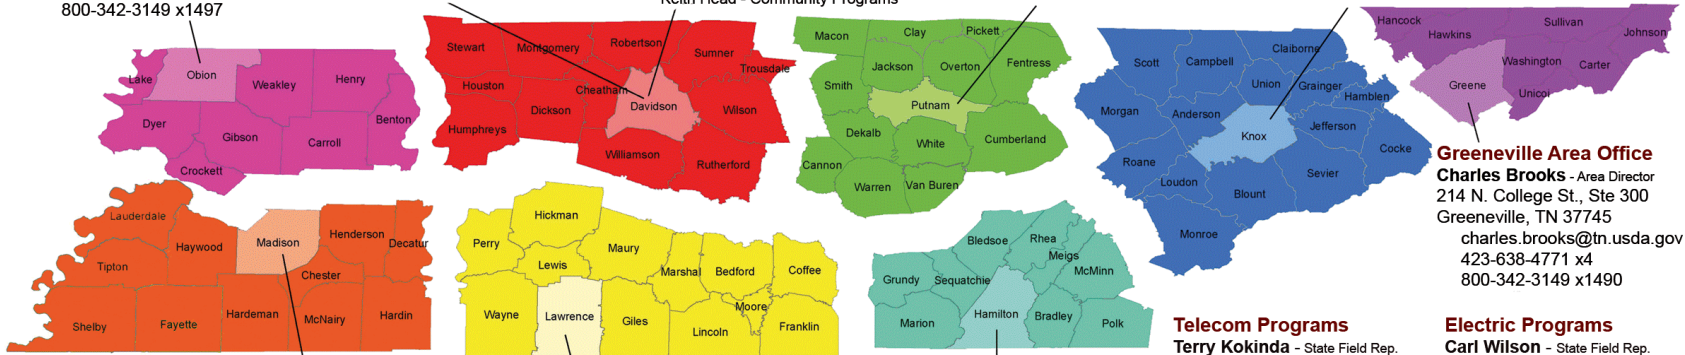 800-342-3149 x1497
Keith Head - Community Programs
Lake
Obion
Weakley
Henry
Benton
Dyer
Gibson
Carroll
Crockett
Stewart
Montgomery
Robertson
Sumner
Trousdale
Houston
Cheatham
Davidson
Wilson
Dickson
Humphreys
Williamson
Rutherford
Macon
Clay
Pickett
Jackson
Overton
Fentress
Smith
Putnam
Dekalb
White
Cumberland
Cannon
Warren
Van Buren
Scott
Campbell
Claiborne
Union
Grainger
Hamblen
Morgan
Anderson
Knox
Jefferson
Cocke
Roane
Loudon
Blount
Sevier
Monroe
Hancock
Hawkins
Sullivan
Johnson
Washington
Carter
Greene
Unicoi
Greeneville Area Office
Charles Brooks - Area Director
214 N. College St., Ste 300
Greeneville, TN 37745
charles.brooks@tn.usda.gov
423-638-4771 x4
800-342-3149 x1490
Lauderdale
Haywood
Madison
Henderson
Decatur
Tipton
Chester
Shelby
Fayette
Hardeman
McNairy
Hardin
Hickman
Perry
Lewis
Maury
Marshal
Bedford
Coffee
Wayne
Lawrence
Giles
Moore
Lincoln
Franklin
Bledsoe
Rhea
Meigs
McMinn
Grundy
Sequatchie
Marion
Hamilton
Bradley
Polk
Telecom Programs
Terry Kokinda - State Field Rep.
Electric Programs
Carl Wilson - State Field Rep.